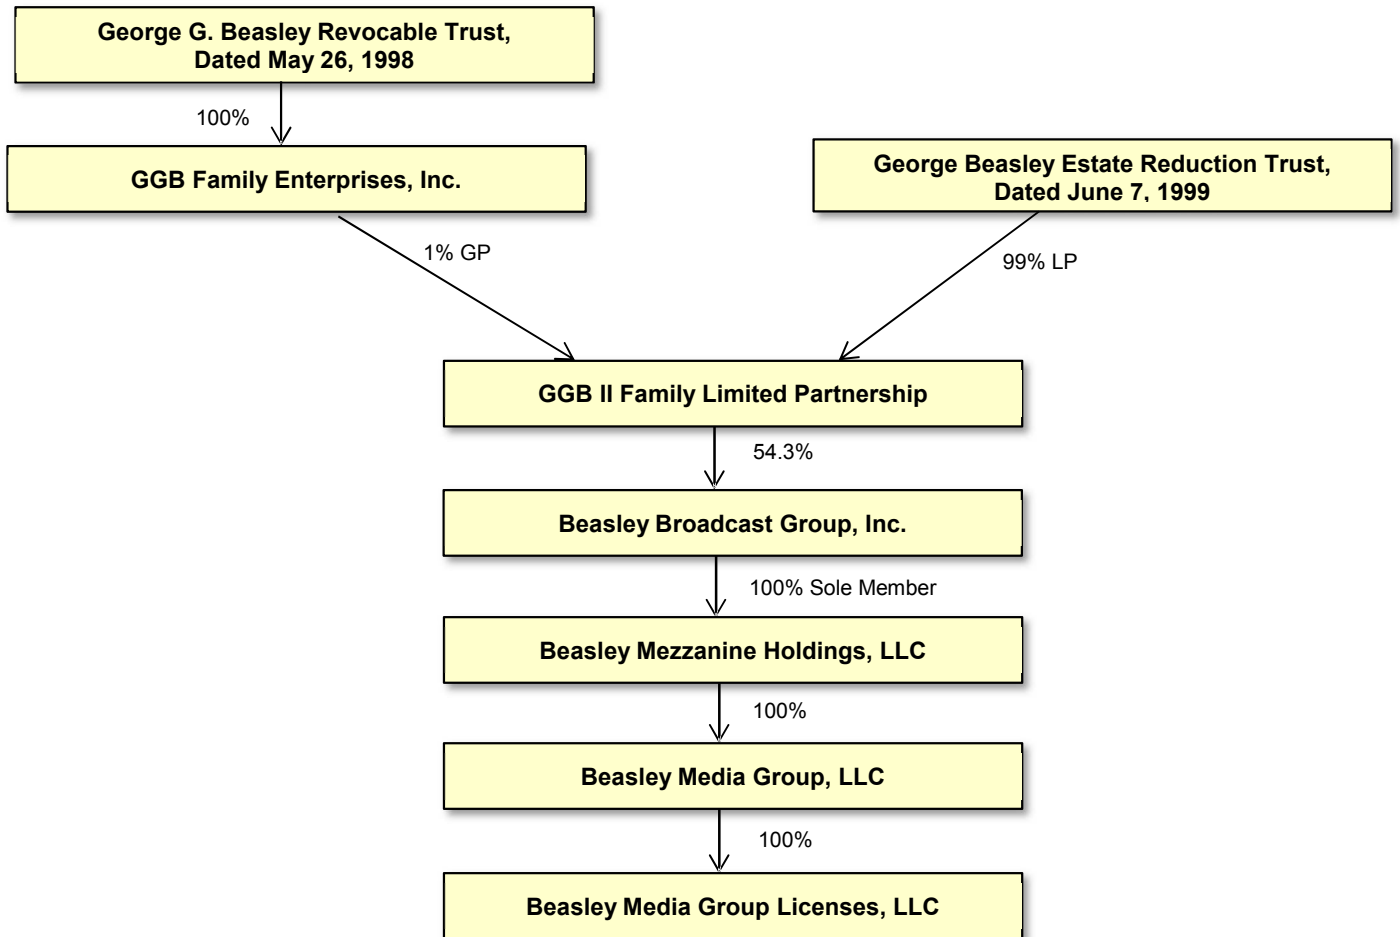 George G. Beasley Revocable Trust,
Dated May 26, 1998
100%
GGB Family Enterprises, Inc.
George Beasley Estate Reduction Trust,
Dated June 7, 1999
1% GP
99% LP
GGB II Family Limited Partnership
54.3%
Beasley Broadcast Group, Inc.
100% Sole Member
Beasley Mezzanine Holdings, LLC
100%
Beasley Media Group, LLC
100%
Beasley Media Group Licenses, LLC